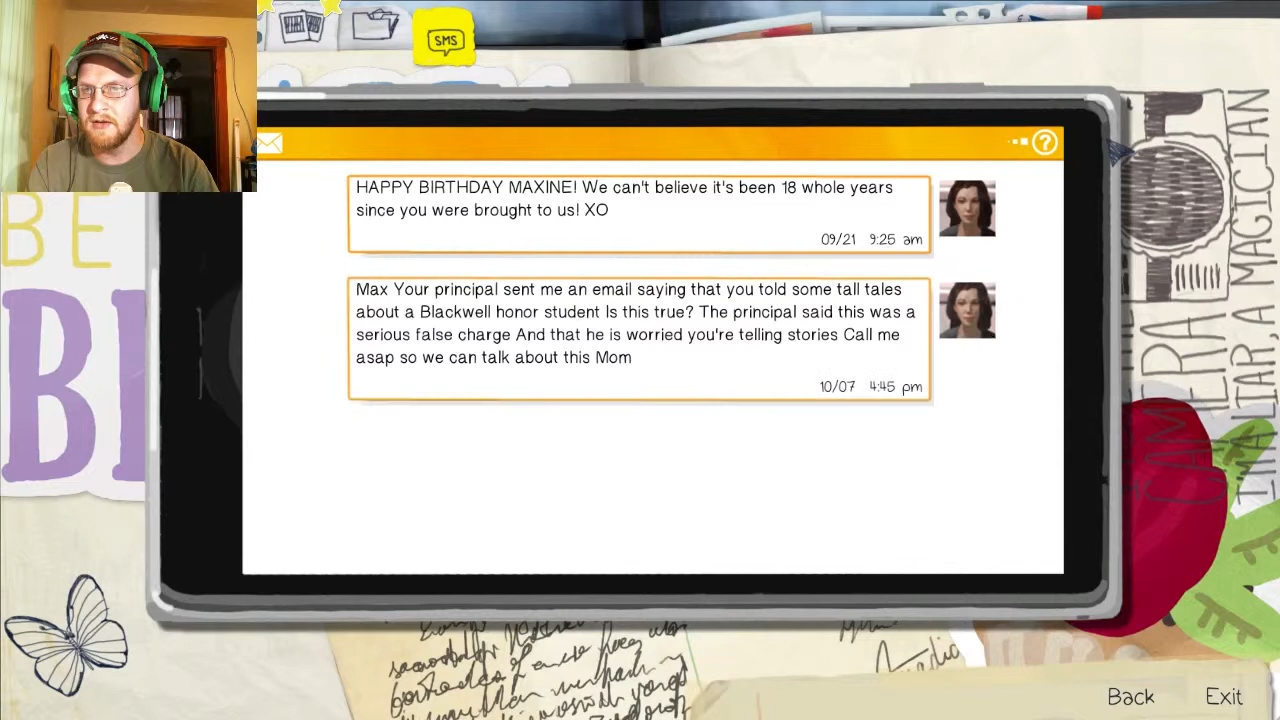 SMS
BE
HAPPY BIRTHDAY MAXINE! We can't believe it's been 18 whole years
since you were brought to us! XO
09/21 9:25 am
Max Your principal sent me an email saying that you told some tall tales
about a Blackwell honor student Is this true? The principal said this was a
serious false charge And that he is worried you're telling stories Call me
asap so we can talk about this Mom
10/07 4:45 pm
CAMERA
I'M A LIAR, A MAGICIAN
Back Exit